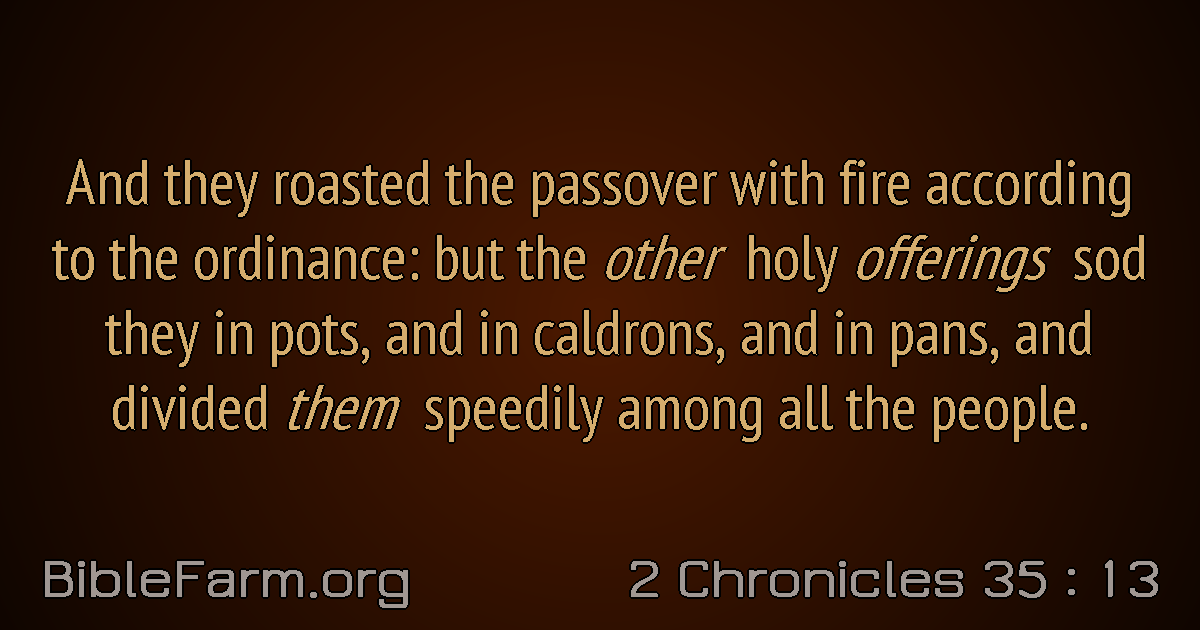 And they roasted the passover with fire according
to the ordinance: but the other holy offerings sod
they in pots, and in caldrons, and in pans, and
divided them speedily among all the people.
BibleFarm.org
2 Chronicles 35 : 13